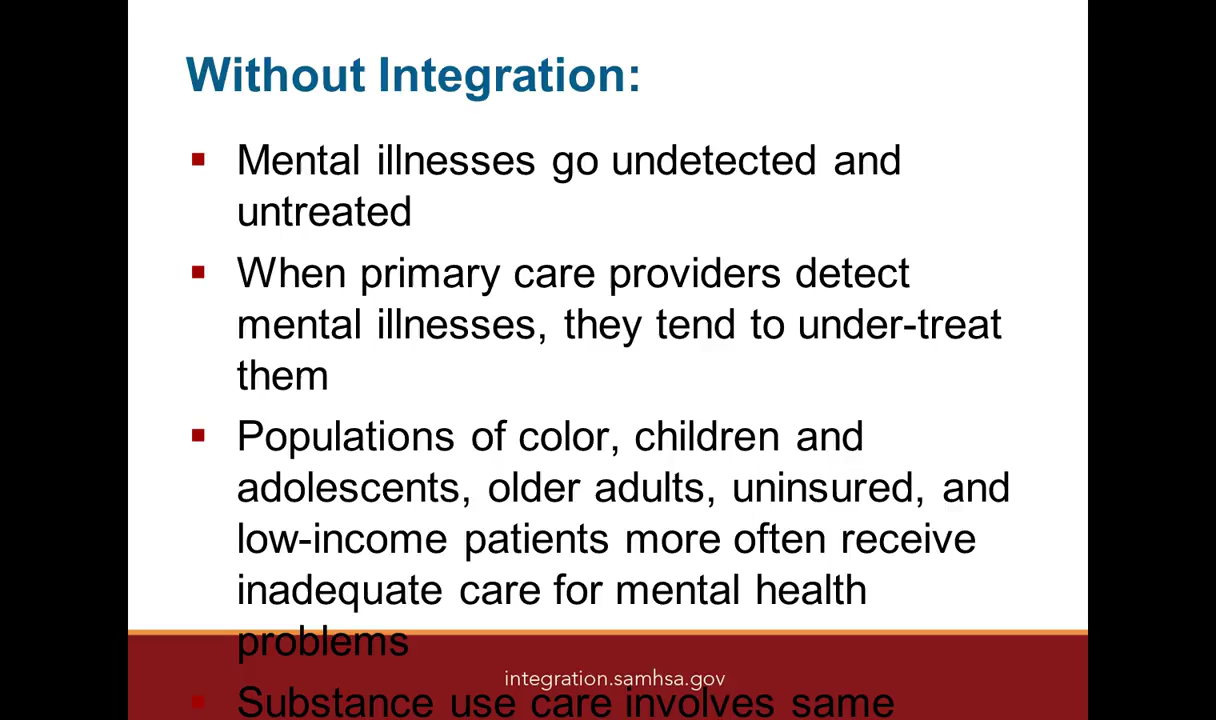 Without Integration:
▪ Mental illnesses go undetected and
untreated
▪ When primary care providers detect
mental illnesses, they tend to under-treat
them
▪ Populations of color, children and
adolescents, older adults, uninsured, and
low-income patients more often receive
inadequate care for mental health
problems
integration.samhsa.gov
▪ Substance use care involves same